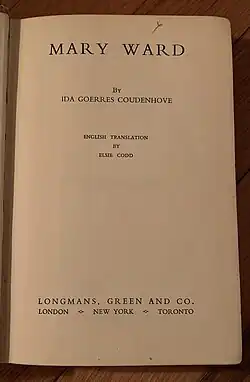 MARY WARD
BY
IDA GOERRES COUDENHOVE
ENGLISH TRANSLATION
BY
ELSIE CODD
LONGMANS, GREEN AND CO.
LONDON NEW YORK TORONTO